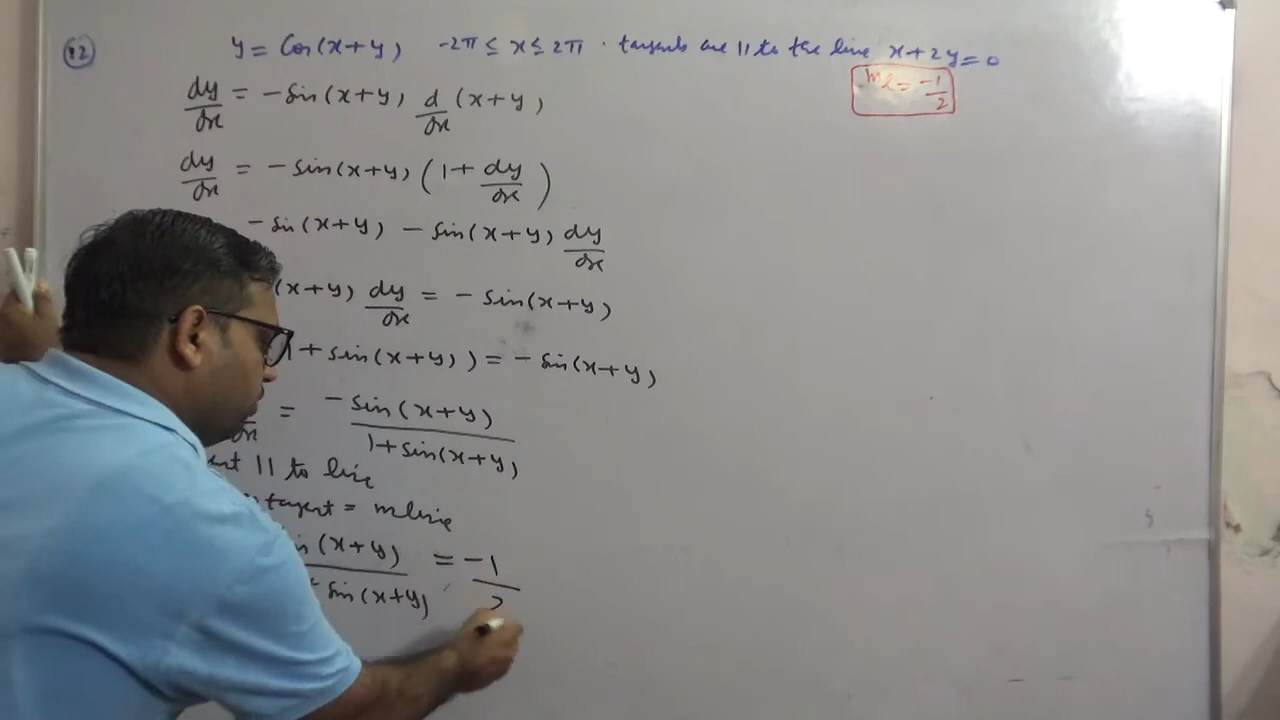 12 y = Cos(x+y) -2π ≤ x ≤ 2π . tangents are || to the line x+2y=0
m_l = -1/2
dy/dx = -Sin(x+y) d/dx (x+y)
dy/dx = -Sin(x+y) (1 + dy/dx)
-Sin(x+y) - Sin(x+y) dy/dx
(x+y) dy/dx = - Sin(x+y)
1 + Sin(x+y)) = - Sin(x+y)
= -Sin(x+y) / 1+Sin(x+y)
|| to line
tangent = m line
(x+y) / Sin(x+y) = -1/2